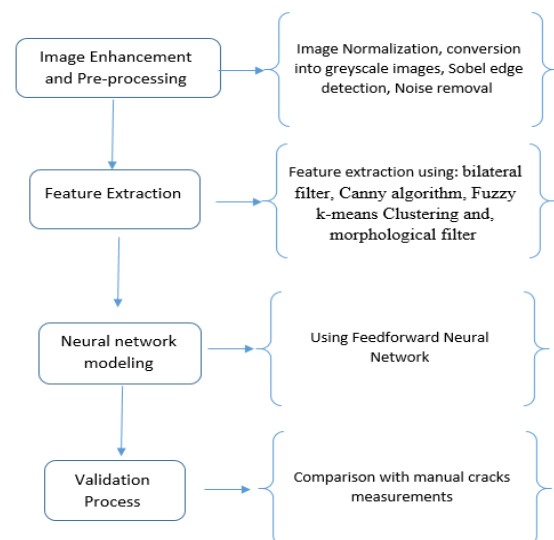 Image Enhancement
and Pre-processing
Image Normalization, conversion
into greyscale images, Sobel edge
detection, Noise removal
Feature Extraction
Feature extraction using: bilateral
filter, Canny algorithm, Fuzzy
k-means Clustering and,
morphological filter
Neural network
modeling
Using Feedforward Neural
Network
Validation
Process
Comparison with manual cracks
measurements